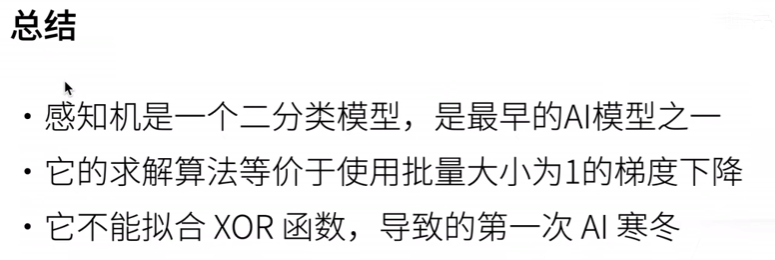 总结
• 感知机是一个二分类模型，是最早的AI模型之一
• 它的求解算法等价于使用批量大小为1的梯度下降
• 它不能拟合 XOR 函数，导致的第一次 AI 寒冬